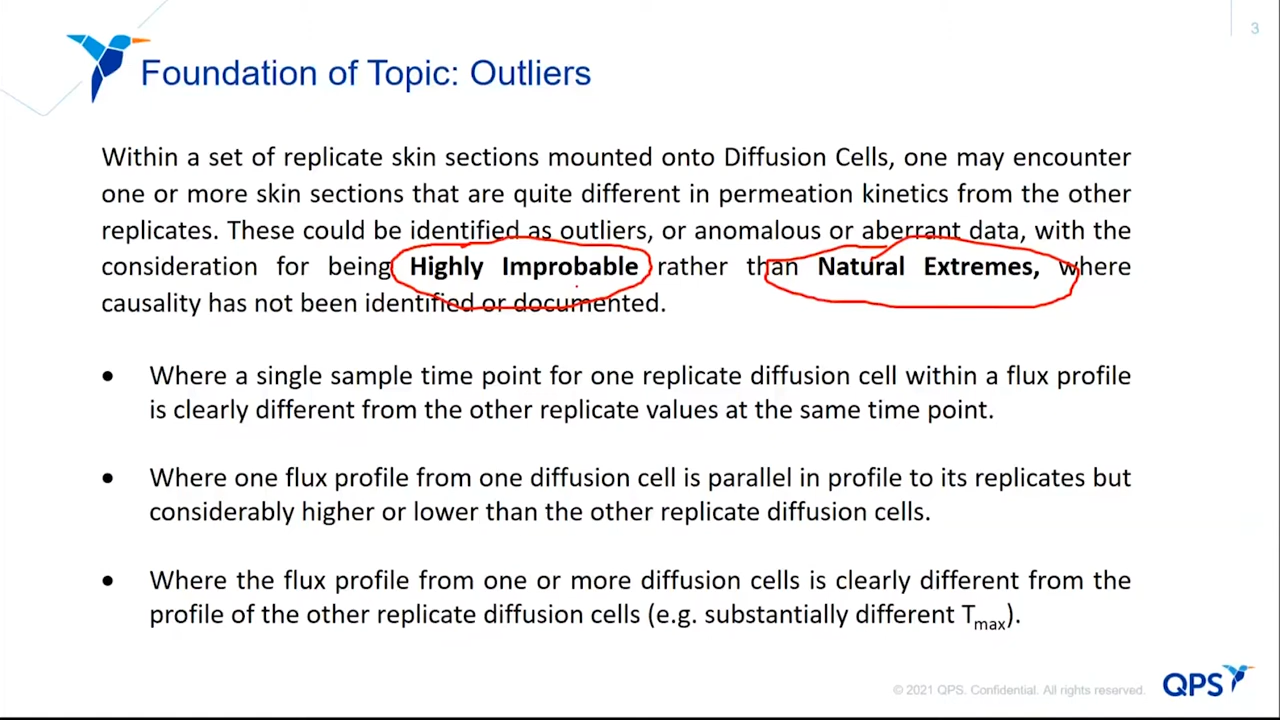 3
Foundation of Topic: Outliers
Within a set of replicate skin sections mounted onto Diffusion Cells, one may encounter
one or more skin sections that are quite different in permeation kinetics from the other
replicates. These could be identified as outliers, or anomalous or aberrant data, with the
consideration for being Highly Improbable rather than Natural Extremes, where
causality has not been identified or documented.
• Where a single sample time point for one replicate diffusion cell within a flux profile
is clearly different from the other replicate values at the same time point.
• Where one flux profile from one diffusion cell is parallel in profile to its replicates but
considerably higher or lower than the other replicate diffusion cells.
• Where the flux profile from one or more diffusion cells is clearly different from the
profile of the other replicate diffusion cells (e.g. substantially different Tmax).
© 2021 QPS. Confidential. All rights reserved.
QPS